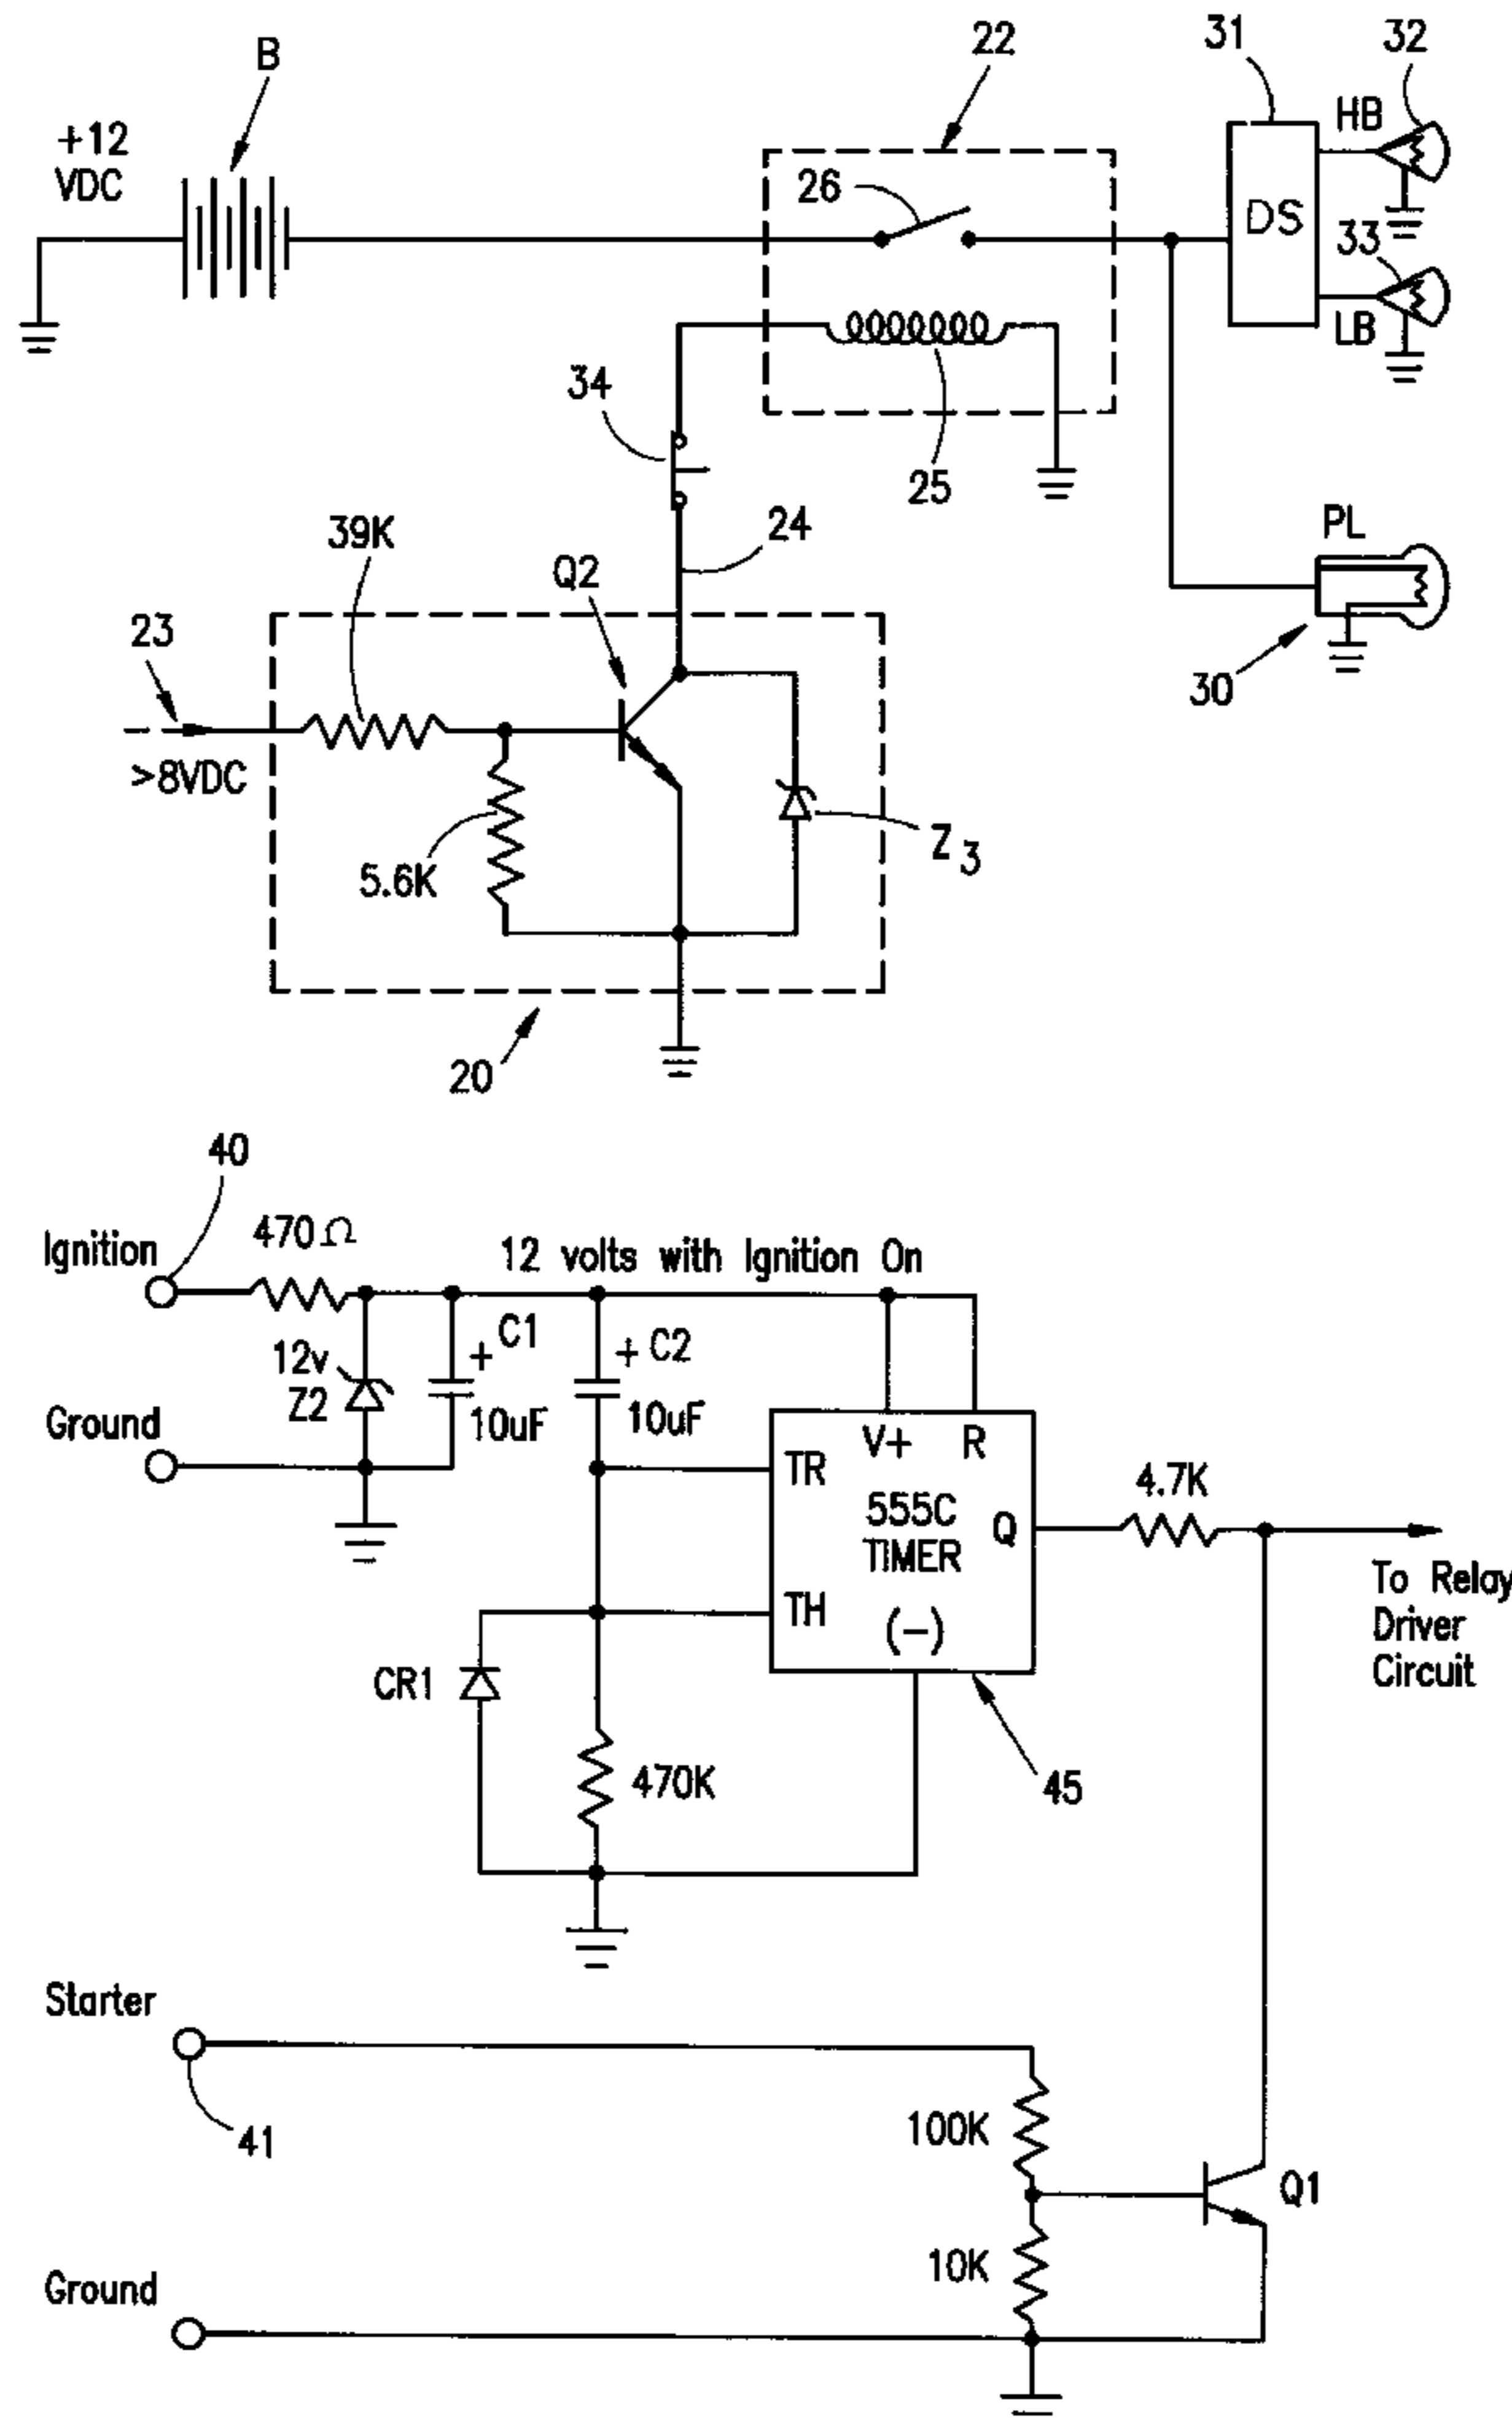 B
+12
VDC
22
26
31
32
HB
DS
33
LB
34
25
24
39K
Q2
23
>8VDC
5.6K
Z 3
PL
30
20
40
Ignition
470Ω
12 volts with Ignition On
+ C1
+ C2
12v
Z2
10uF
10uF
Ground
V+ R
TR
555C
TIMER
Q
TH
(-)
4.7K
To Relay
Driver
Circuit
CR1
470K
45
Starter
41
100K
Q1
10K
Ground